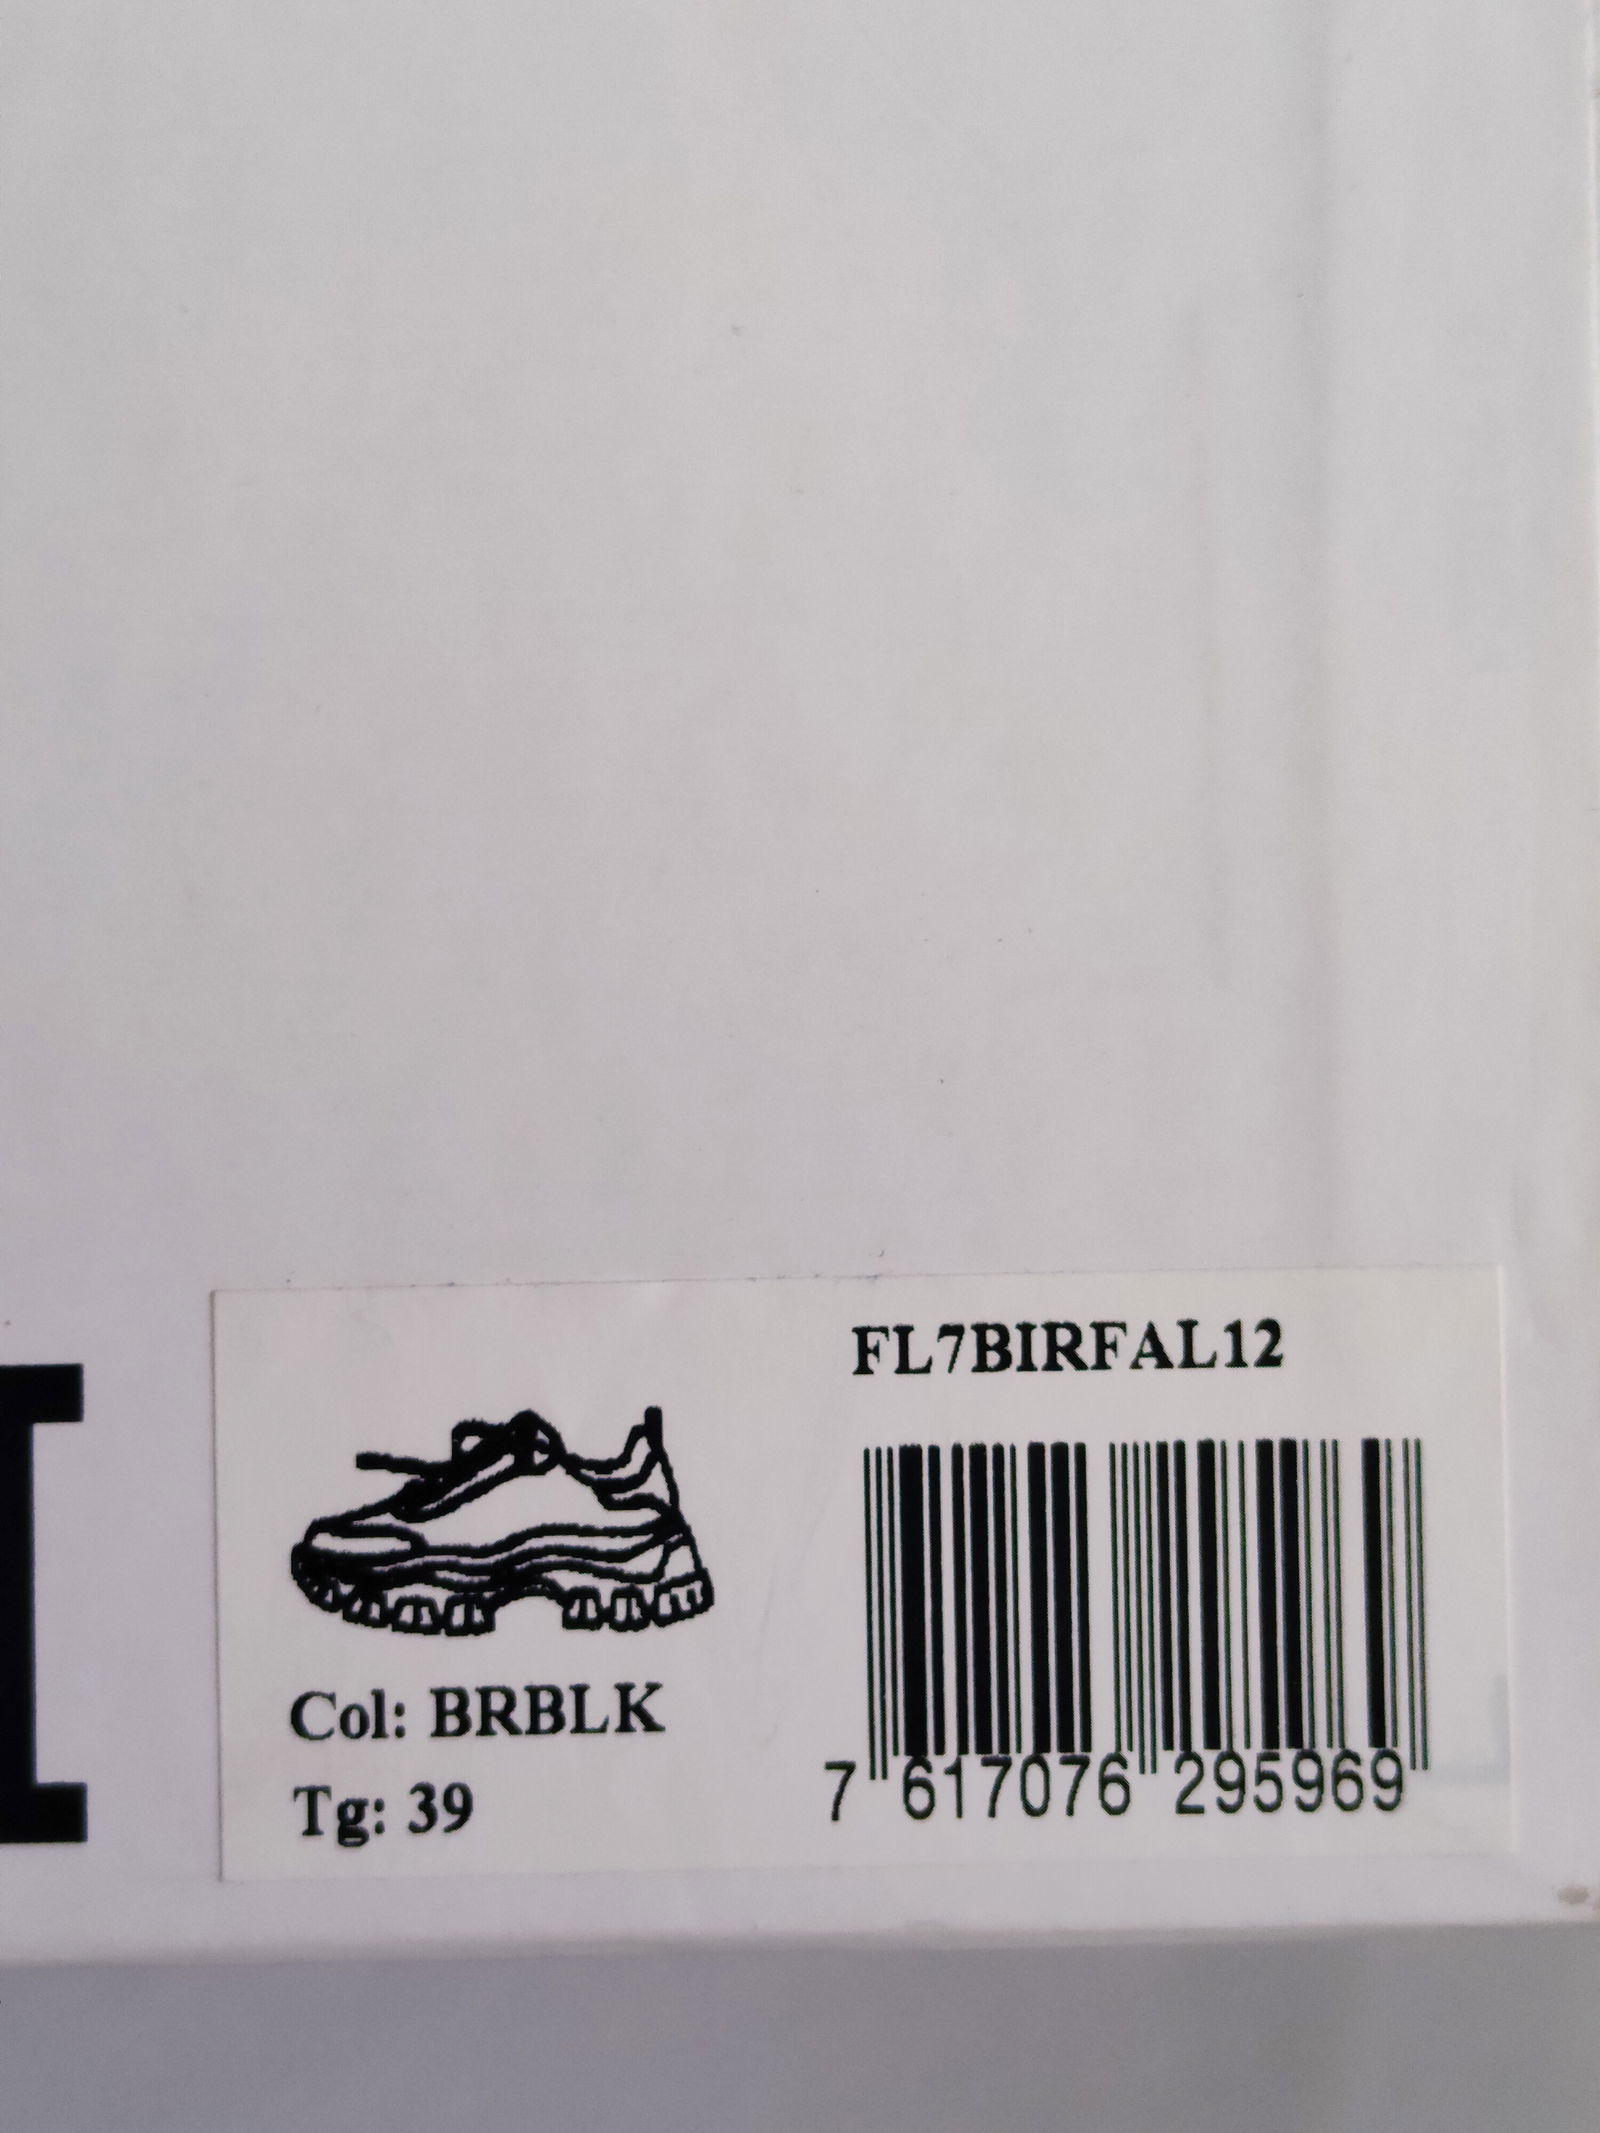 FL7BIRFAL12
Col: BRBLK
Tg: 39
7 617076 295969